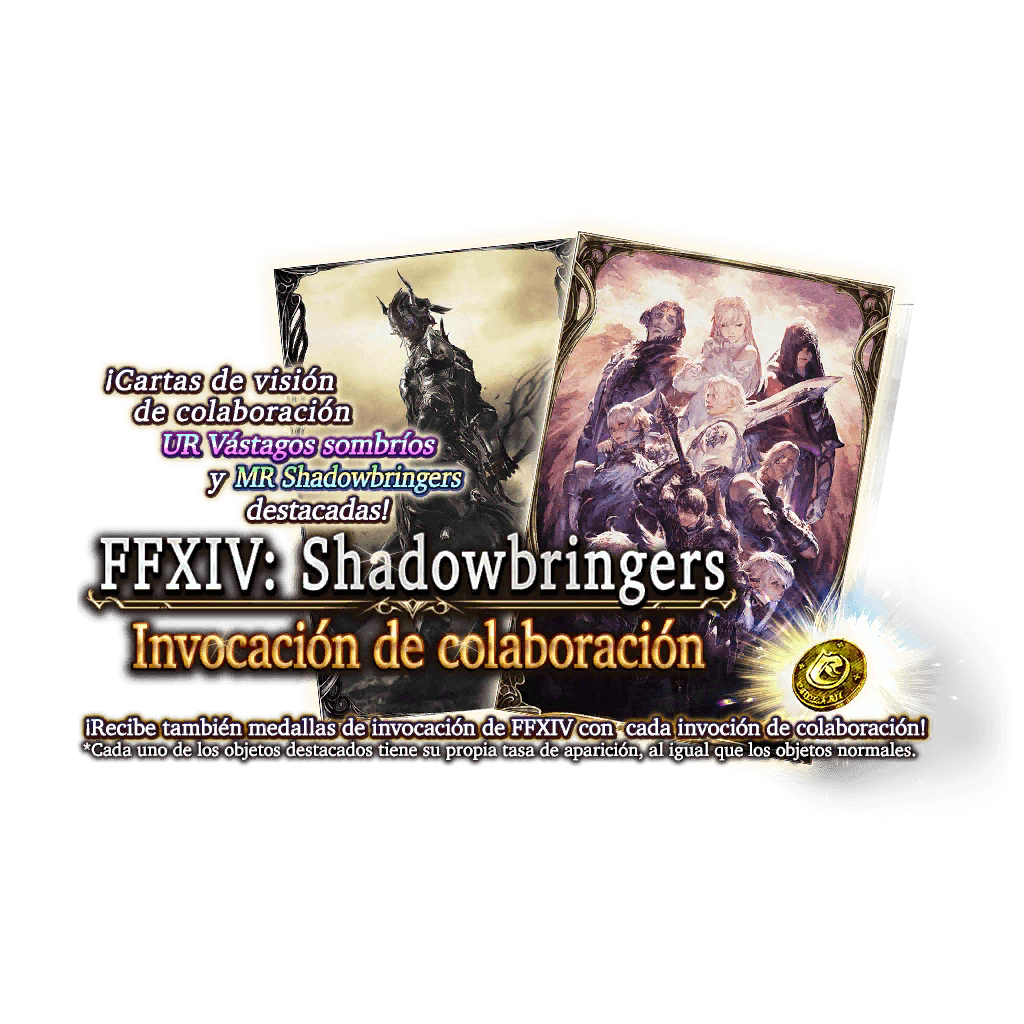 ¡Cartas de visión
de colaboración
UR Vástagos sombríos
y MR Shadowbringers
destacadas!
FFXIV: Shadowbringers
Invocación de colaboración
¡Recibe también medallas de invocación de FFXIV con cada invoción de colaboración!
*Cada uno de los objetos destacados tiene su propia tasa de aparición, al igual que los objetos normales.